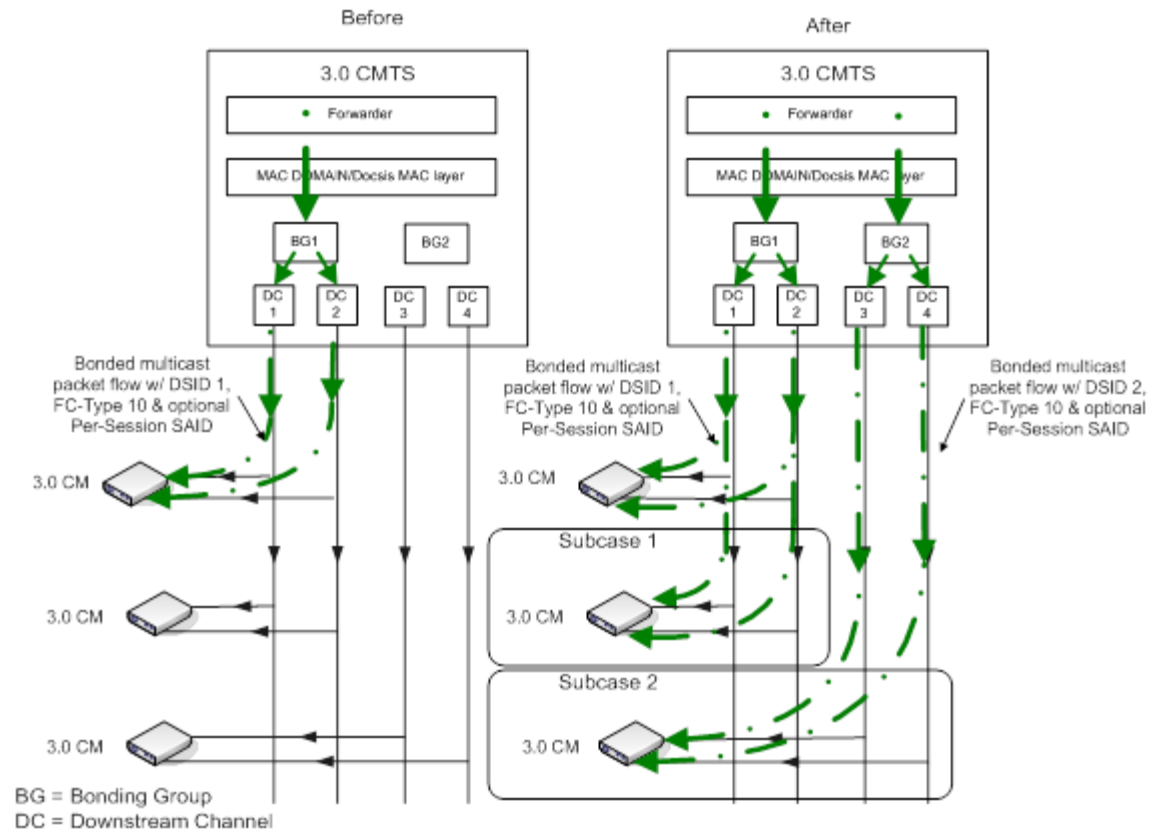 Before
3.0 CMTS
Forwarder
MAC DOMAIN/Docsis MAC layer
BG1
BG2
DC
1
DC
2
DC
3
DC
4
Bonded multicast
packet flow w/ DSID 1,
FC-Type 10 & optional
Per-Session SAID
3.0 CM
3.0 CM
3.0 CM
BG = Bonding Group
DC = Downstream Channel
After
3.0 CMTS
Forwarder
MAC DOMAIN/Docsis MAC layer
BG1
BG2
DC
1
DC
2
DC
3
DC
4
Bonded multicast
packet flow w/ DSID 1,
FC-Type 10 & optional
Per-Session SAID
Bonded multicast
packet flow w/ DSID 2,
FC-Type 10 & optional
Per-Session SAID
3.0 CM
Subcase 1
3.0 CM
Subcase 2
3.0 CM